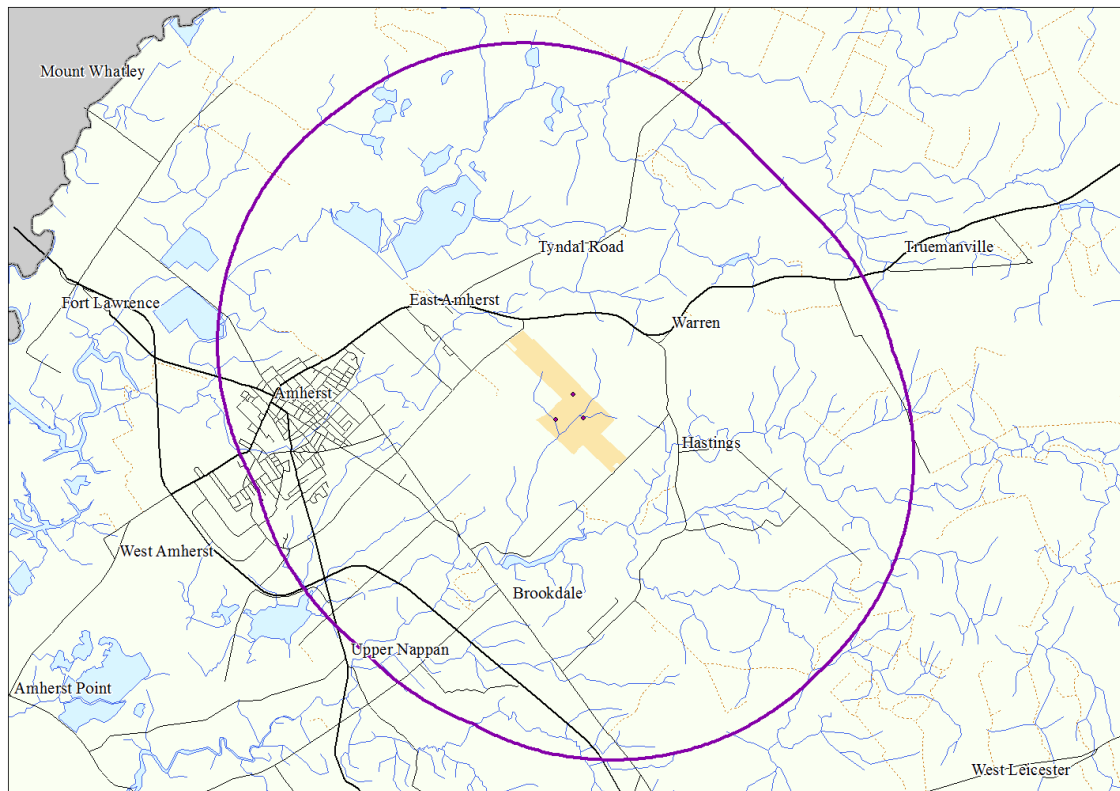 Mount Whatley
Tyndal Road
Truemanville
Fort Lawrence
East Amherst
Warren
Amherst
Hastings
West Amherst
Brookdale
Upper Nappan
Amherst Point
West Leicester